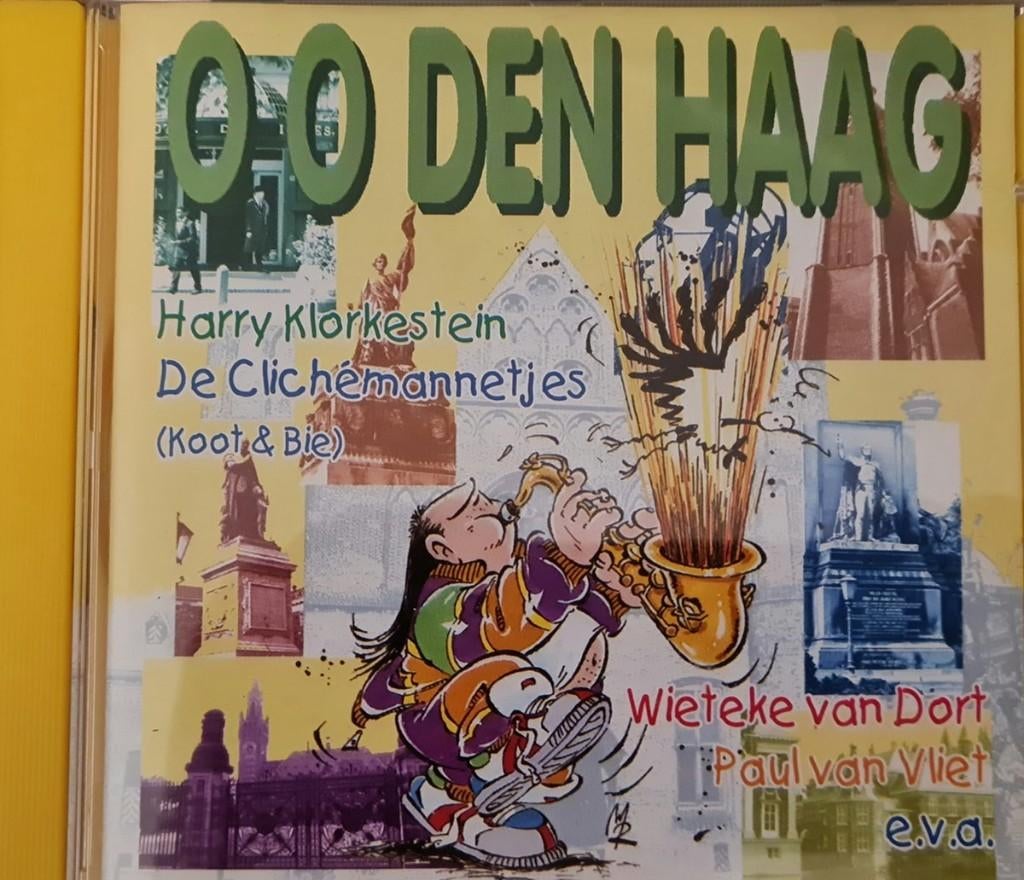 O O DEN HAAG
Harry Klorkestein
De Clichémannetjes
(Koot & Bie)
Wieteke van Dort
Paul van Vliet
e.v.a.